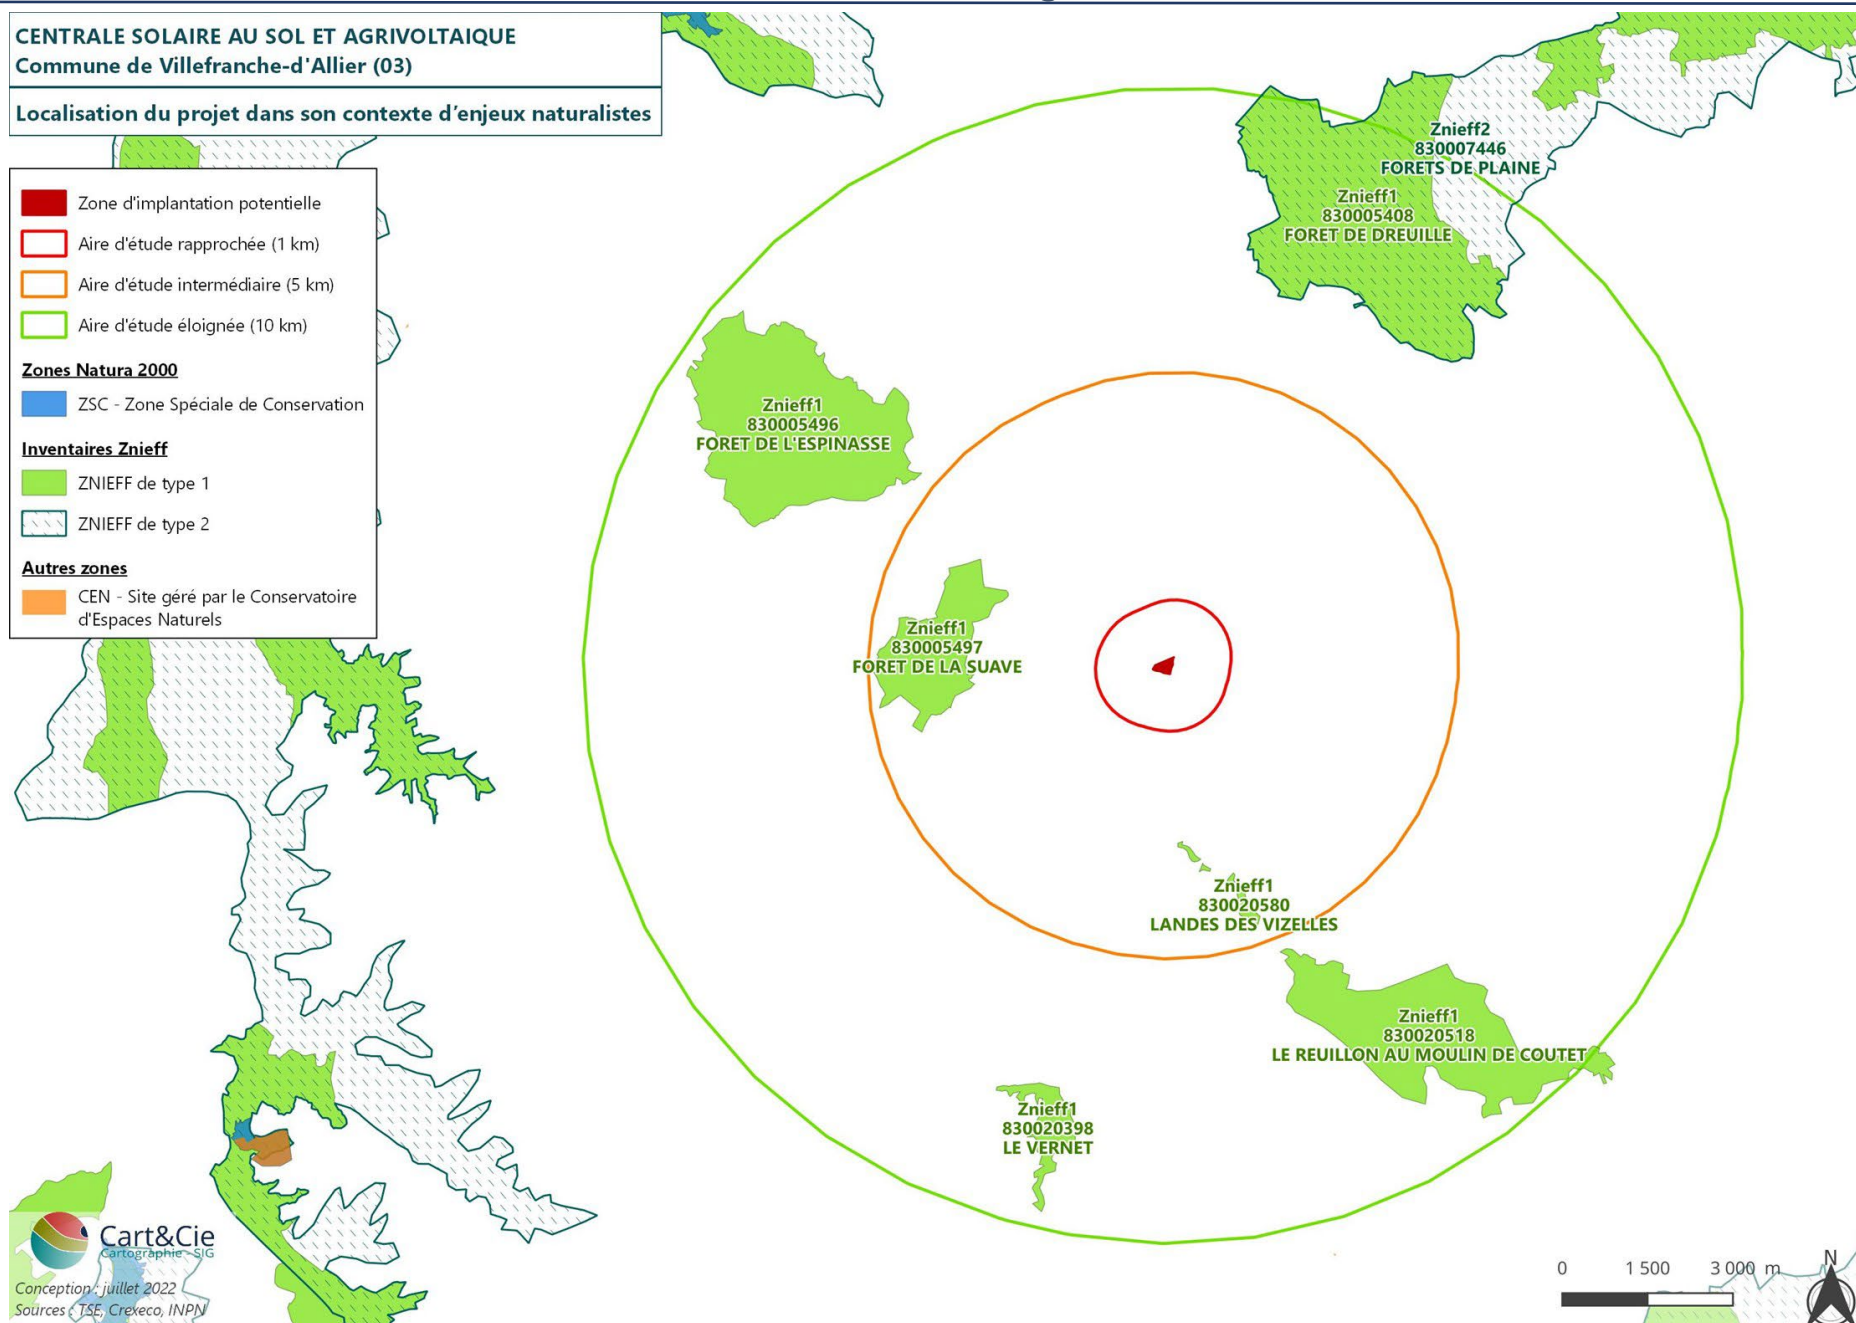 CENTRALE SOLAIRE AU SOL ET AGRIVOLTAIQUE
Commune de Villefranche-d'Allier (03)
Localisation du projet dans son contexte d’enjeux naturalistes
Zone d'implantation potentielle
Aire d'étude rapprochée (1 km)
Aire d'étude intermédiaire (5 km)
Aire d'étude éloignée (10 km)
Zones Natura 2000
ZSC - Zone Spéciale de Conservation
Inventaires Znieff
ZNIEFF de type 1
ZNIEFF de type 2
Autres zones
CEN - Site géré par le Conservatoire
d'Espaces Naturels
Znieff2
830007446
FORETS DE PLAINE
Znieff1
830005408
FORET DE DREUILLE
Znieff1
830005496
FORET DE L'ESPINASSE
Znieff1
830005497
FORET DE LA SUAVE
Znieff1
830020580
LANDES DES VIZELLES
Znieff1
830020518
LE REUILLON AU MOULIN DE COUTET
Znieff1
830020398
LE VERNET
Cart&Cie
Cartographie - SIG
Conception : juillet 2022
Sources : TSE, Crexeco, INPN
0 1 500 3 000 m
N